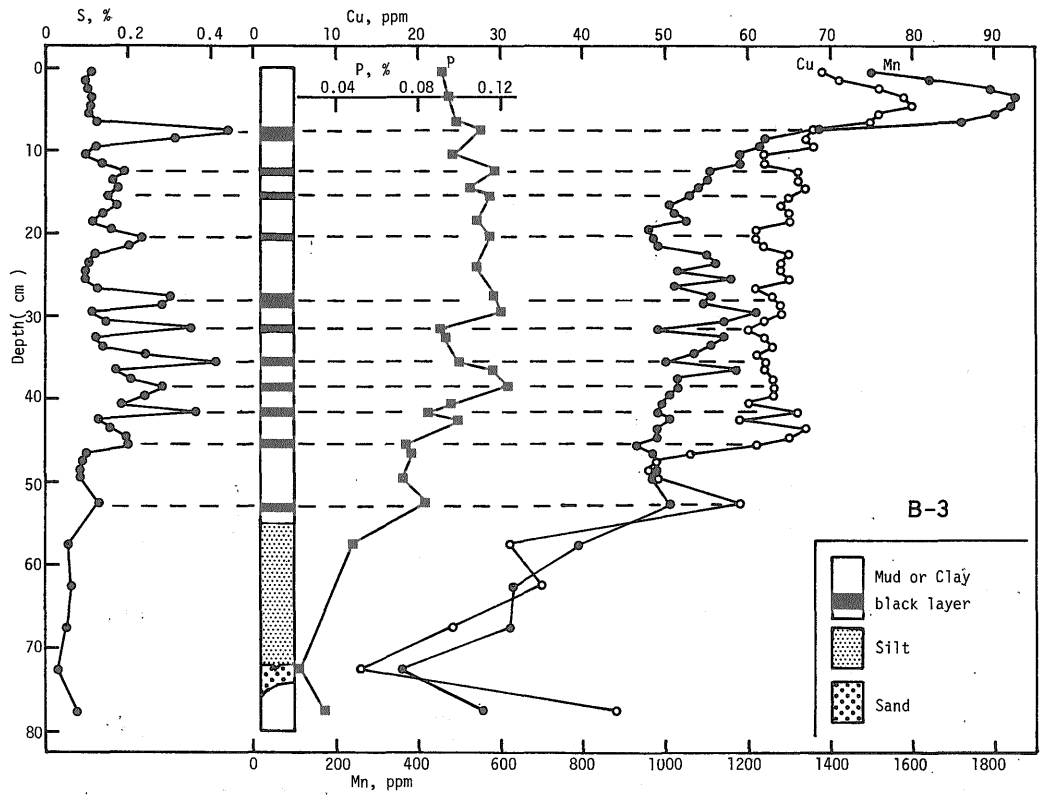 S, % Cu, ppm
0 0.2 0.4 0 10 20 30 40 50 60 70 80 90
P, % P
0.04 0.08 0.12
Cu Mn
Depth( cm )
0
10
20
30
40
50
60
70
80
B-3
Mud or Clay
black layer
Silt
Sand
0 200 400 600 800 1000 1200 1400 1600 1800
Mn, ppm